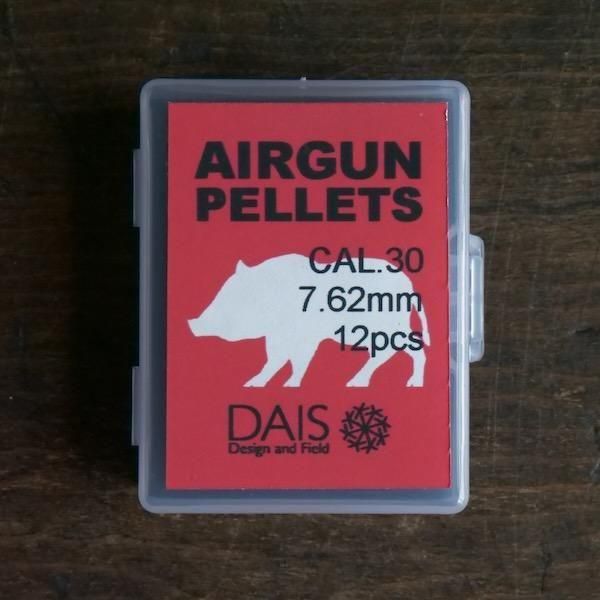 AIRGUN
PELLETS
CAL.30
7.62mm
12pcs
DAIS
Design and Field